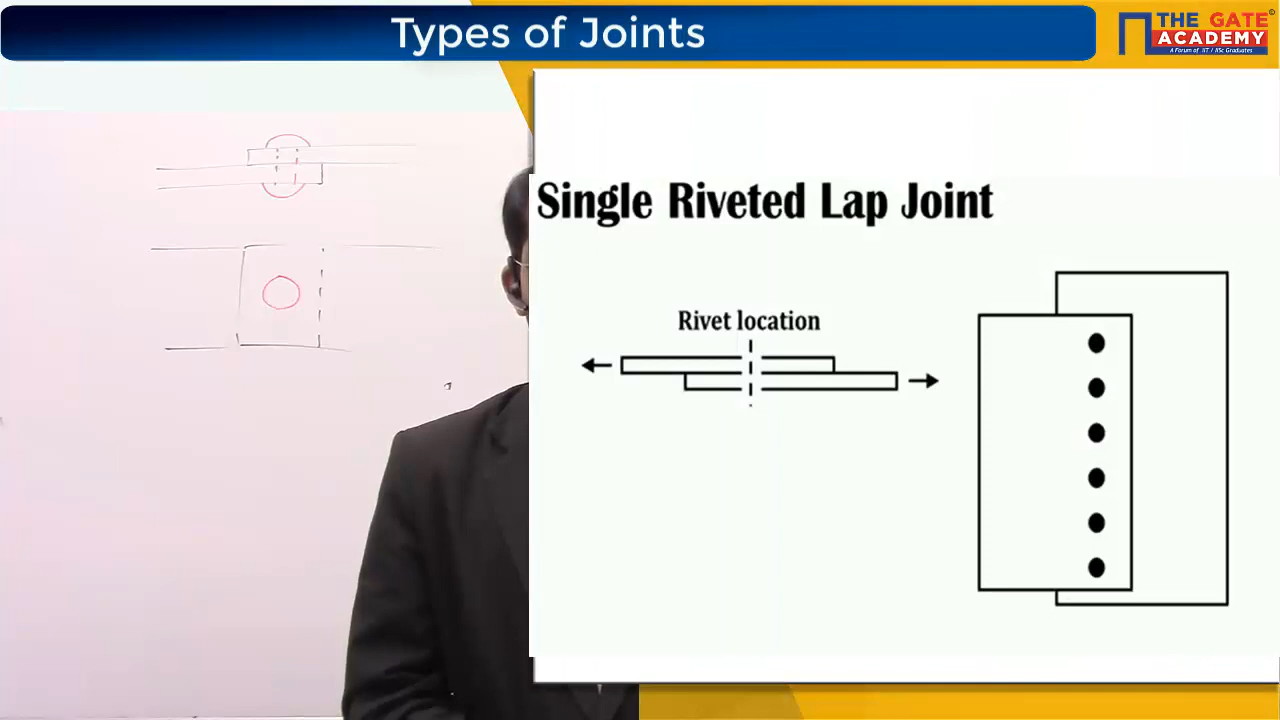 Types of Joints
THE GATE
ACADEMY
A Forum of IIT / IISc Graduates
Single Riveted Lap Joint
Rivet location